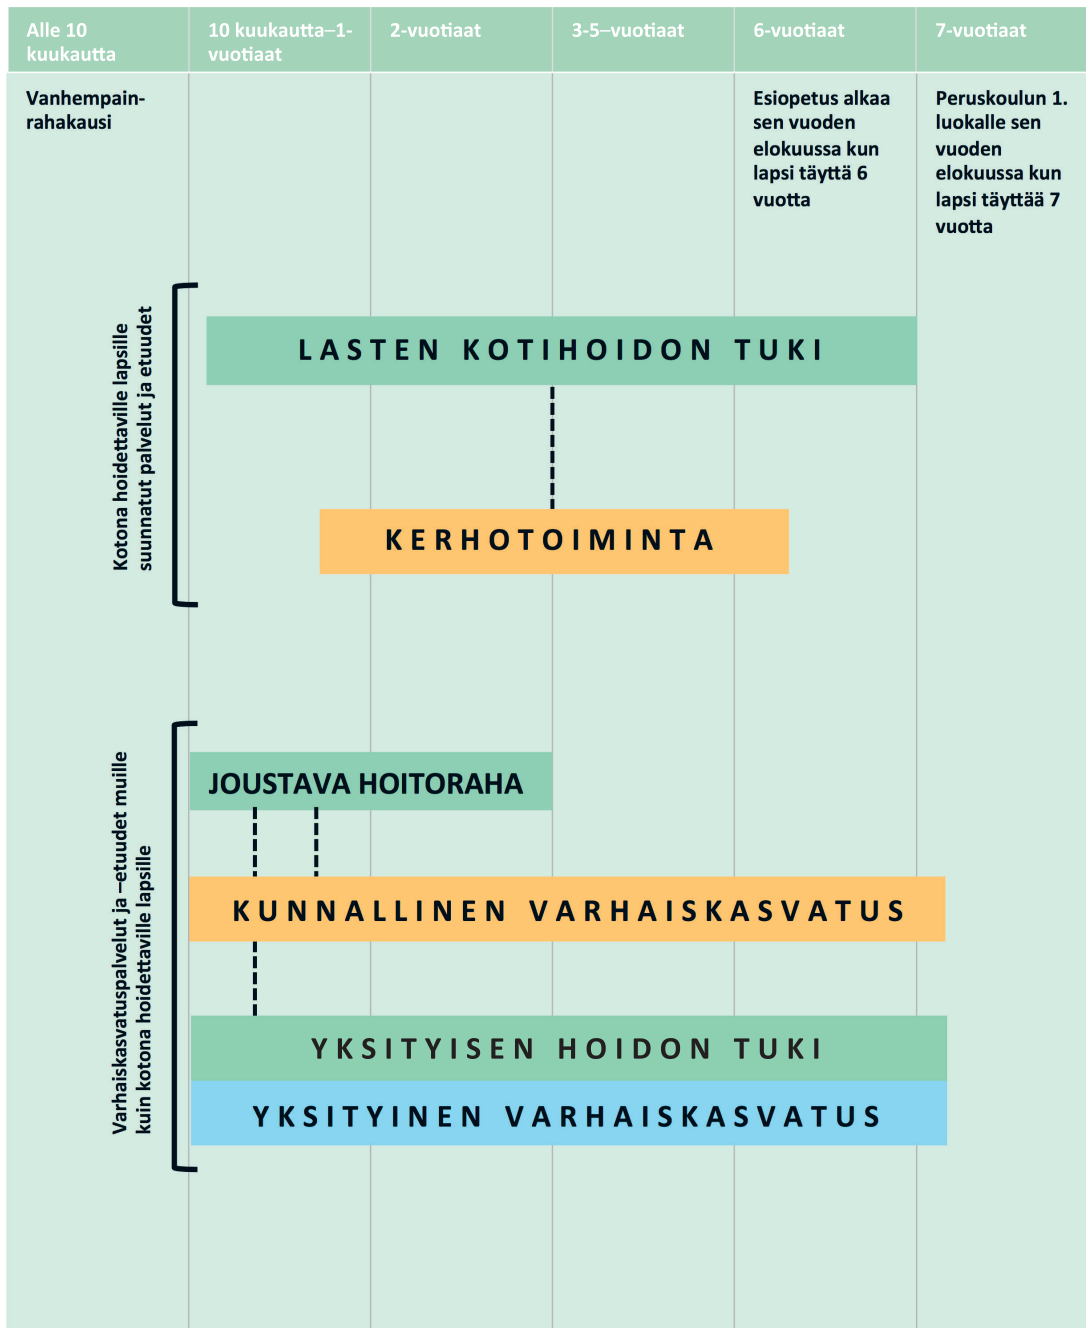 Alle 10
kuukautta
10 kuukautta–1-
vuotiaat
2-vuotiaat
3-5–vuotiaat
6-vuotiaat
7-vuotiaat
Vanhempain-
rahakausi
Esiopetus alkaa
sen vuoden
elokuussa kun
lapsi täyttä 6
vuotta
Peruskoulun 1.
luokalle sen
vuoden
elokuussa kun
lapsi täyttää 7
vuotta
Kotona hoidettaville lapsille
suunnatut palvelut ja etuudet
LASTEN KOTIHOIDON TUKI
KERHOTOIMINTA
Varhaiskasvatuspalvelut ja –etuudet muille
kuin kotona hoidettaville lapsille
JOUSTAVA HOITORAHA
KUNNALLINEN VARHAISKASVATUS
YKSITYISEN HOIDON TUKI
YKSITYINEN VARHAISKASVATUS